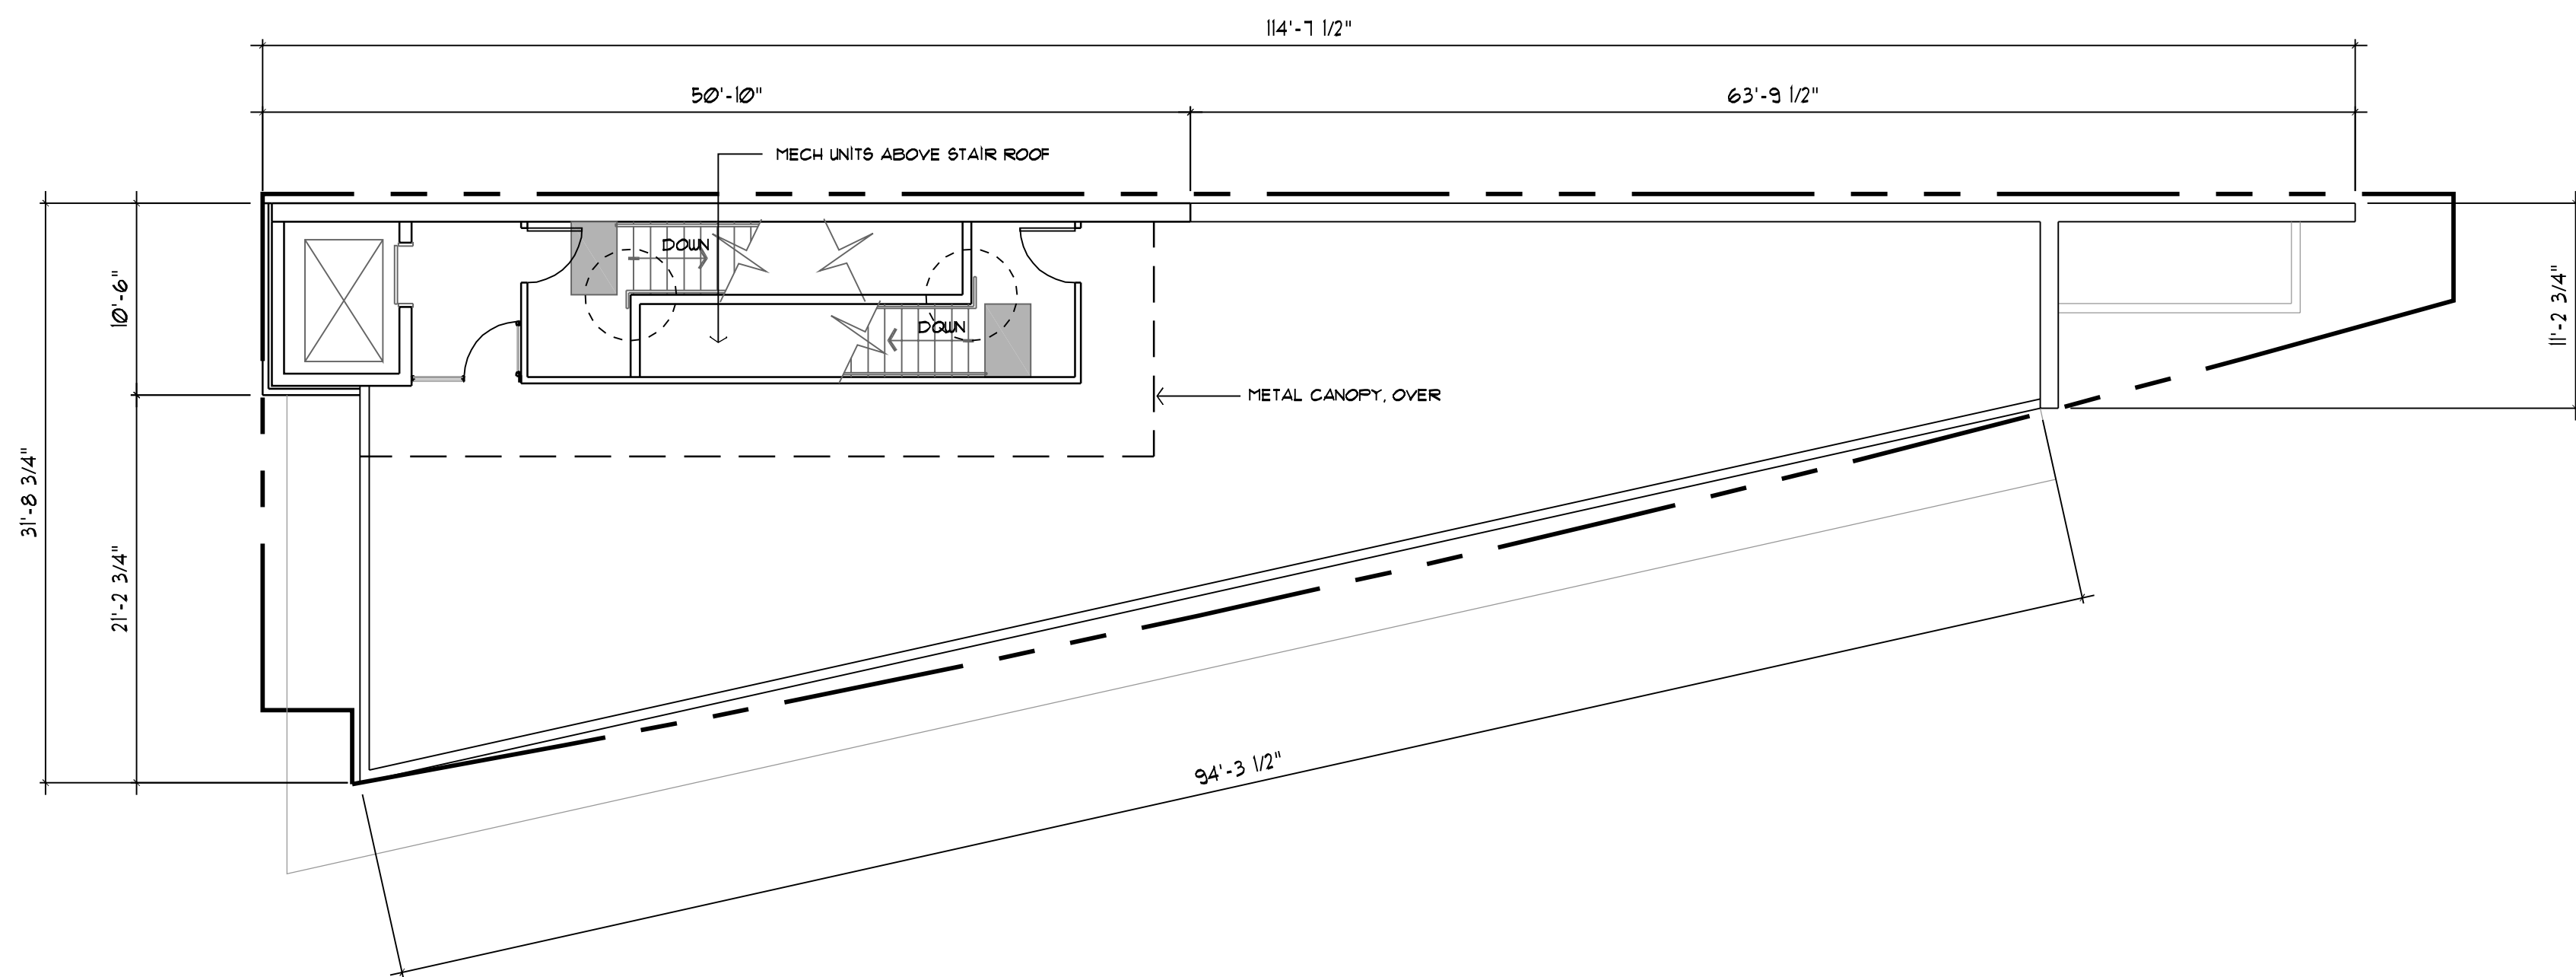 114'-7 1/2"
50'-10"
63'-9 1/2"
MECH UNITS ABOVE STAIR ROOF
DOWN
DOWN
10'-6"
11'-2 3/4"
METAL CANOPY, OVER
31'-8 3/4"
21'-2 3/4"
94'-3 1/2"